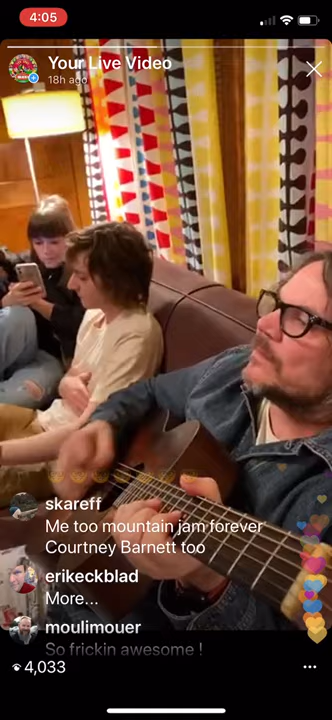 4:05
Your Live Video
18h ago
skareff
Me too mountain jam forever
Courtney Barnett too
erikeckblad
More...
moulimouer
So frickin awesome !
4,033